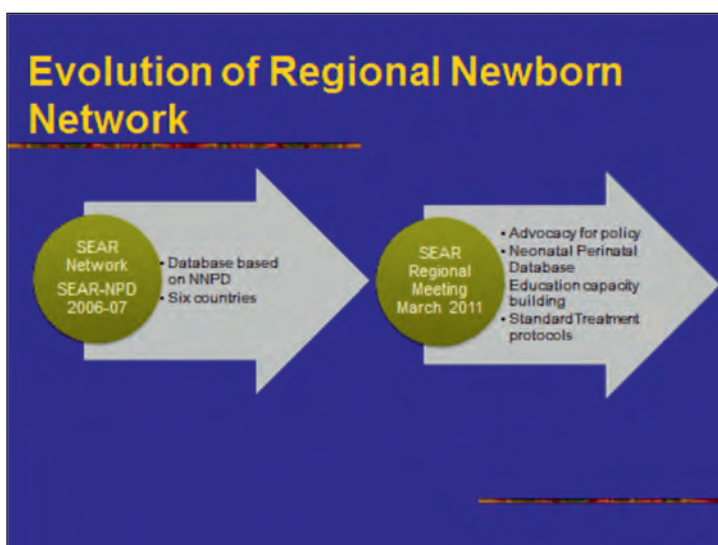 Evolution of Regional Newborn
Network
SEAR
Network
SEAR-NPD
2006-07
• Database based
on NNPD
• Six countries
SEAR
Regional
Meeting
March 2011
• Advocacy for policy
• Neonatal Perinatal
Database
• Education capacity
building
• Standard Treatment
protocols